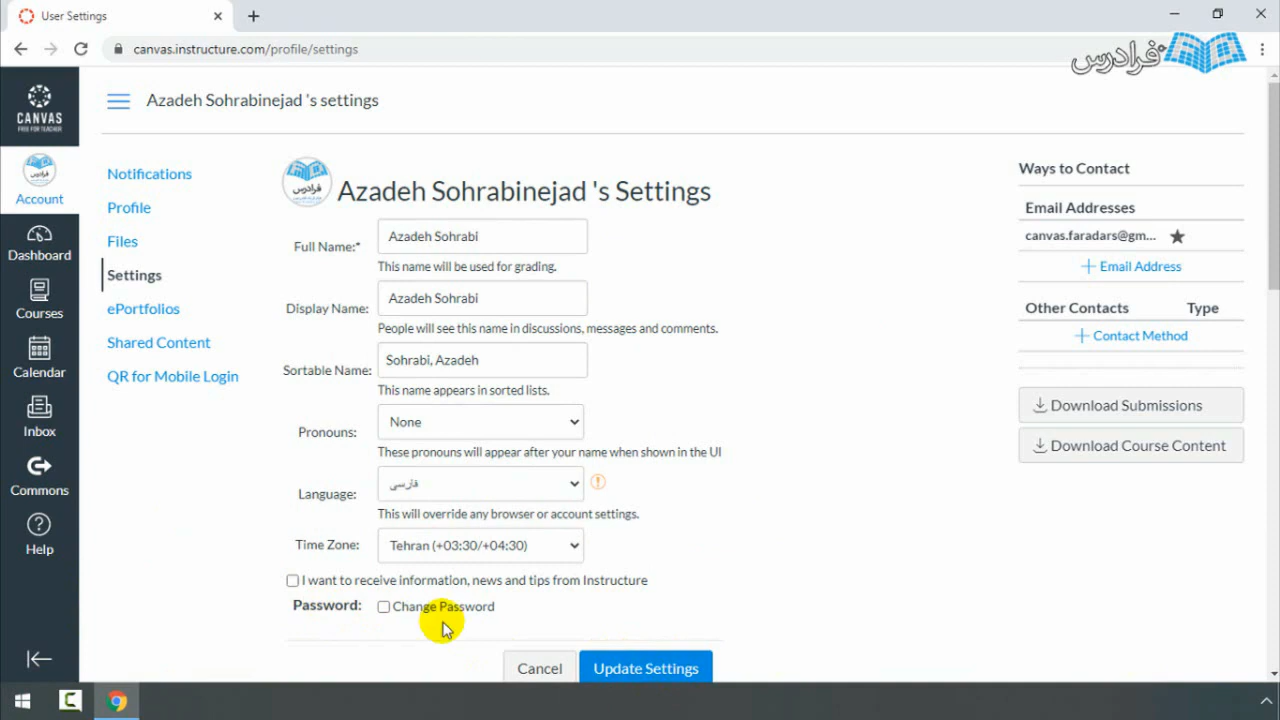 User Settings
canvas.instructure.com/profile/settings
فرادرس
CANVAS
FREE FOR TEACHER
Account
Dashboard
Courses
Calendar
Inbox
Commons
Help
Azadeh Sohrabinejad 's settings
Notifications
Profile
Files
Settings
ePortfolios
Shared Content
QR for Mobile Login
فرادرس
Azadeh Sohrabinejad 's Settings
Full Name:* Azadeh Sohrabi
This name will be used for grading.
Display Name: Azadeh Sohrabi
People will see this name in discussions, messages and comments.
Sortable Name: Sohrabi, Azadeh
This name appears in sorted lists.
Pronouns: None
These pronouns will appear after your name when shown in the UI
Language: فارسی
This will override any browser or account settings.
Time Zone: Tehran (+03:30/+04:30)
I want to receive information, news and tips from Instructure
Password: Change Password
Cancel Update Settings
Ways to Contact
Email Addresses
canvas.faradars@gm...
Email Address
Other Contacts Type
Contact Method
Download Submissions
Download Course Content